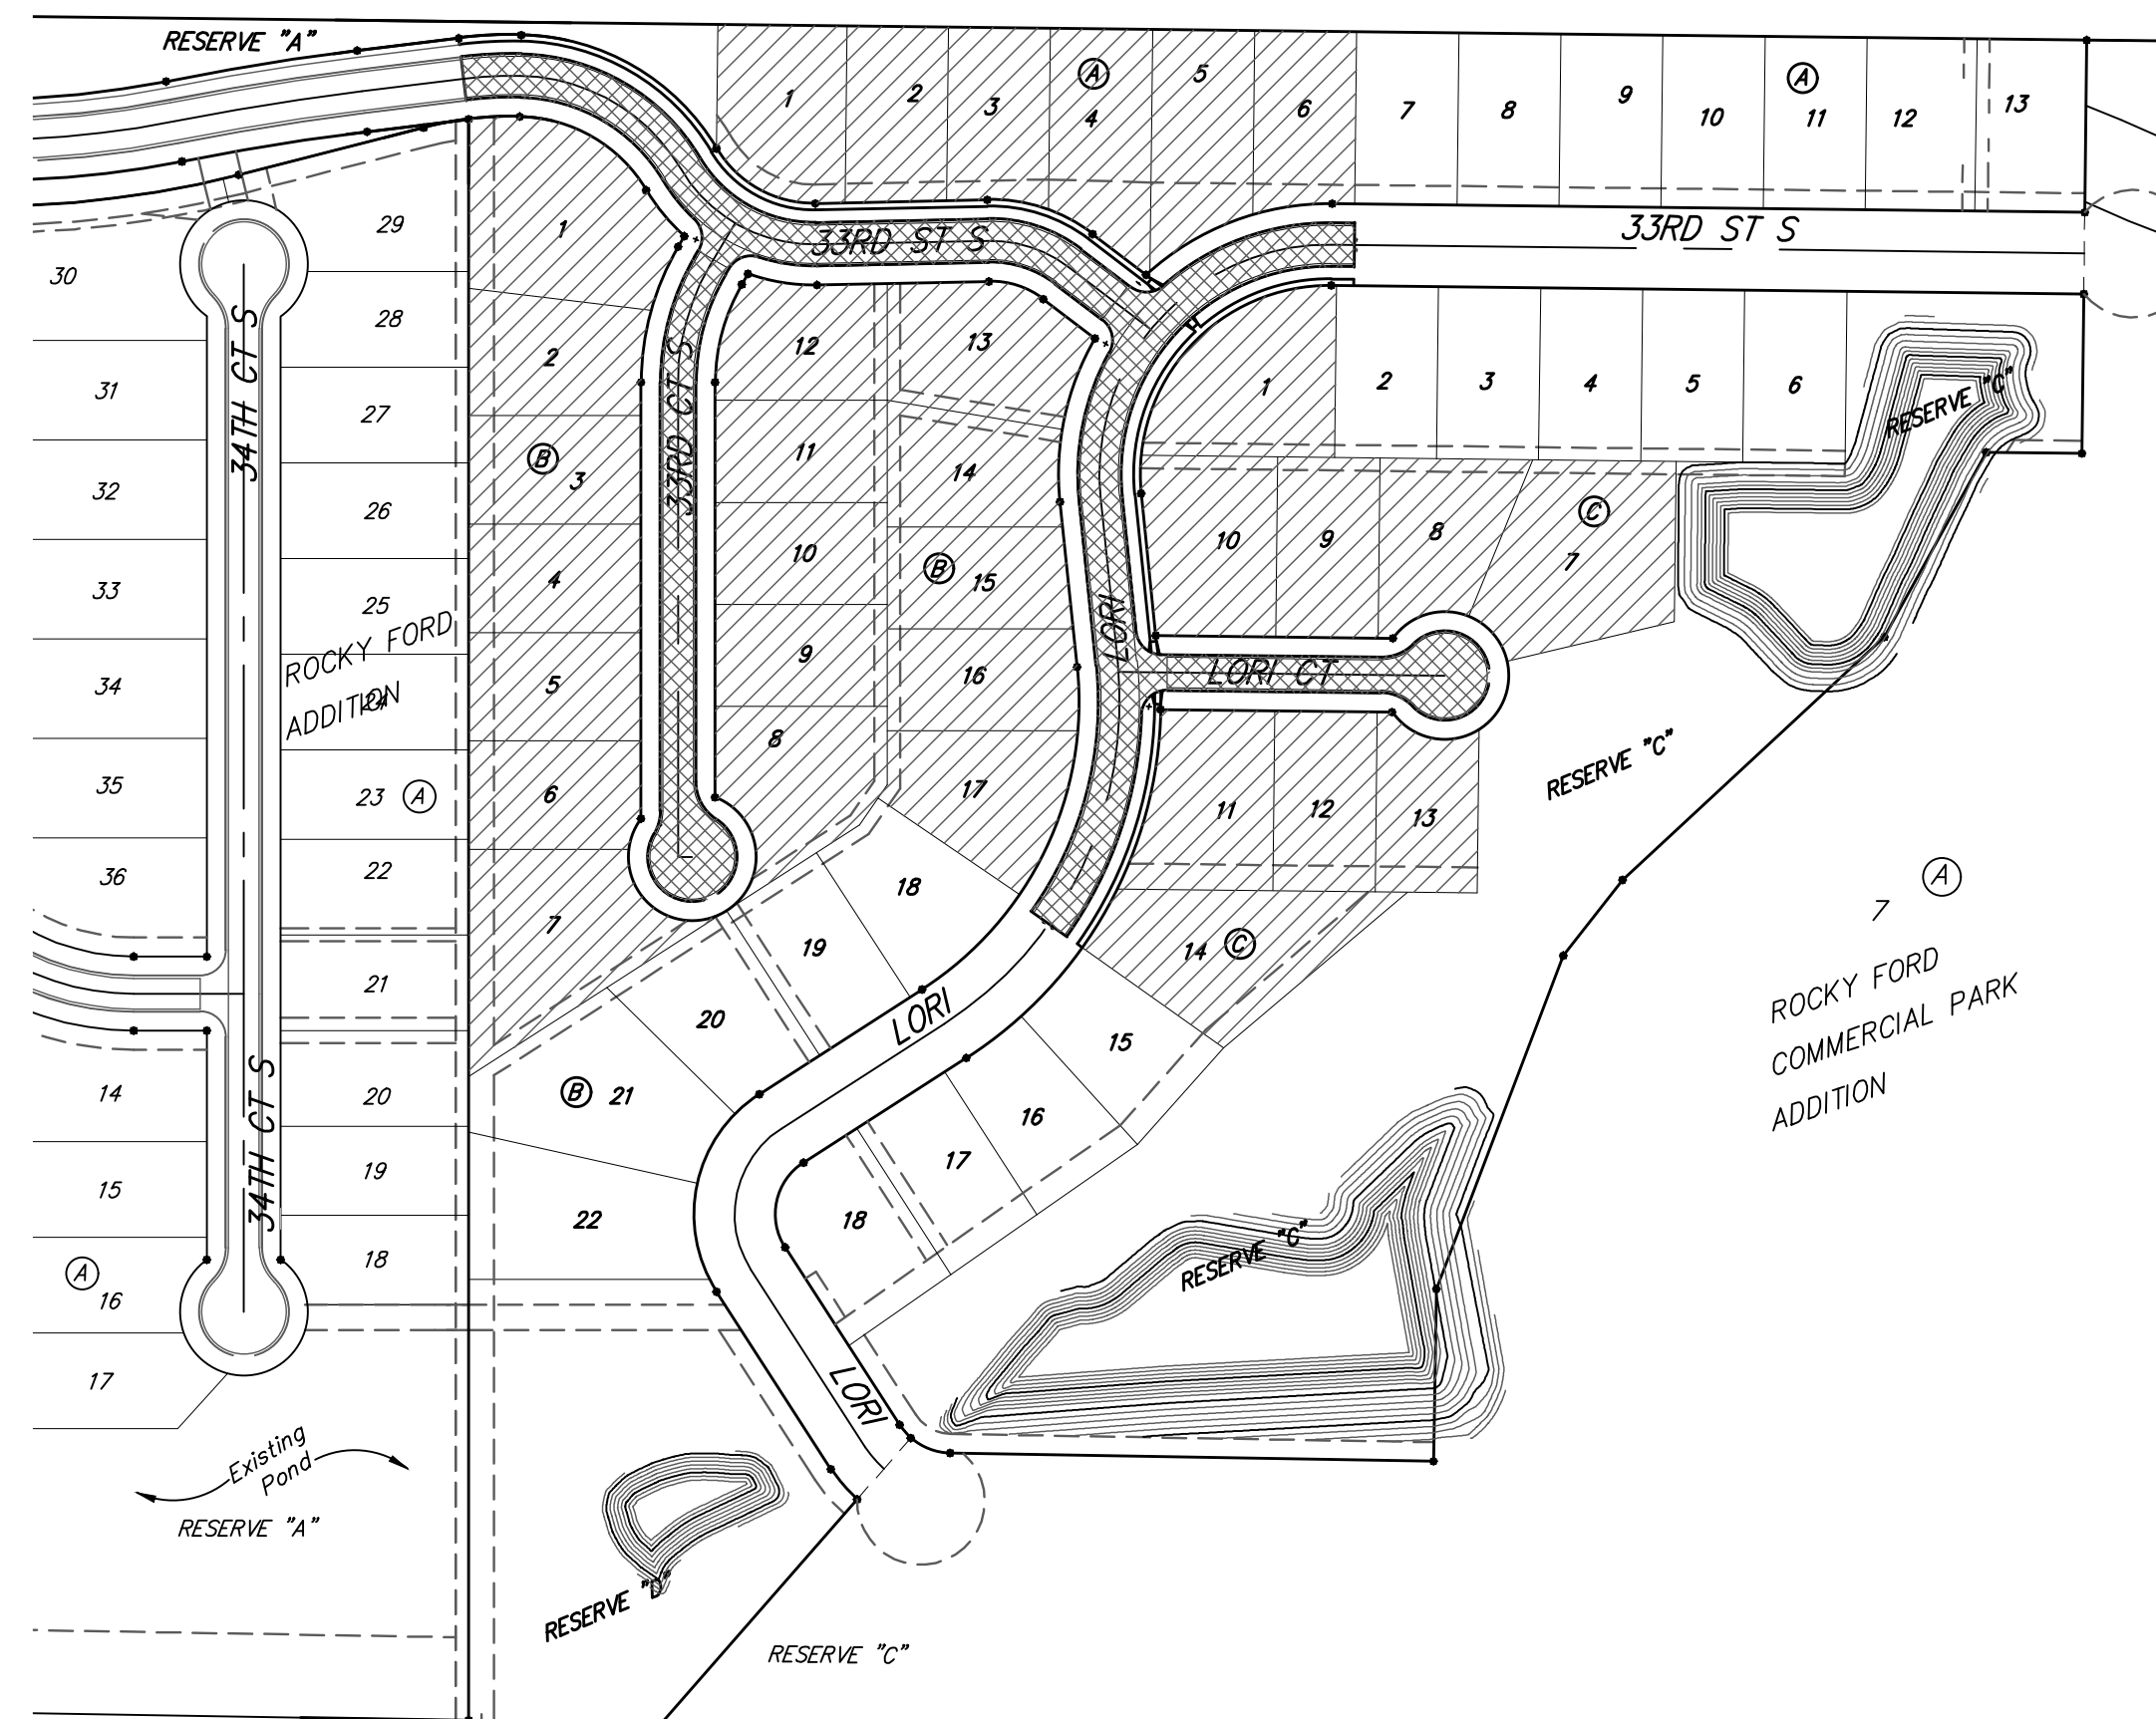 RESERVE "A"
1
2
3
A
4
5
6
7
8
9
10
A
11
12
13
33RD ST S
33RD ST S
29
30
28
31
27
32
26
33
25
34
24
35
23
A
36
22
21
14
20
15
19
A
16
18
17
34TH CT S
34TH CT S
ROCKY FORD
ADDITION
1
2
B
3
4
5
6
7
33RD CT S
12
11
10
9
8
13
14
B
15
16
17
18
19
20
B
21
22
LORI
LORI CT
LORI
LORI
1
2
3
4
5
6
RESERVE "C"
10
9
8
C
7
11
12
13
14
C
15
16
17
18
RESERVE "C"
7
A
ROCKY FORD
COMMERCIAL PARK
ADDITION
RESERVE "C"
Existing
Pond
RESERVE "A"
RESERVE "D"
RESERVE "C"